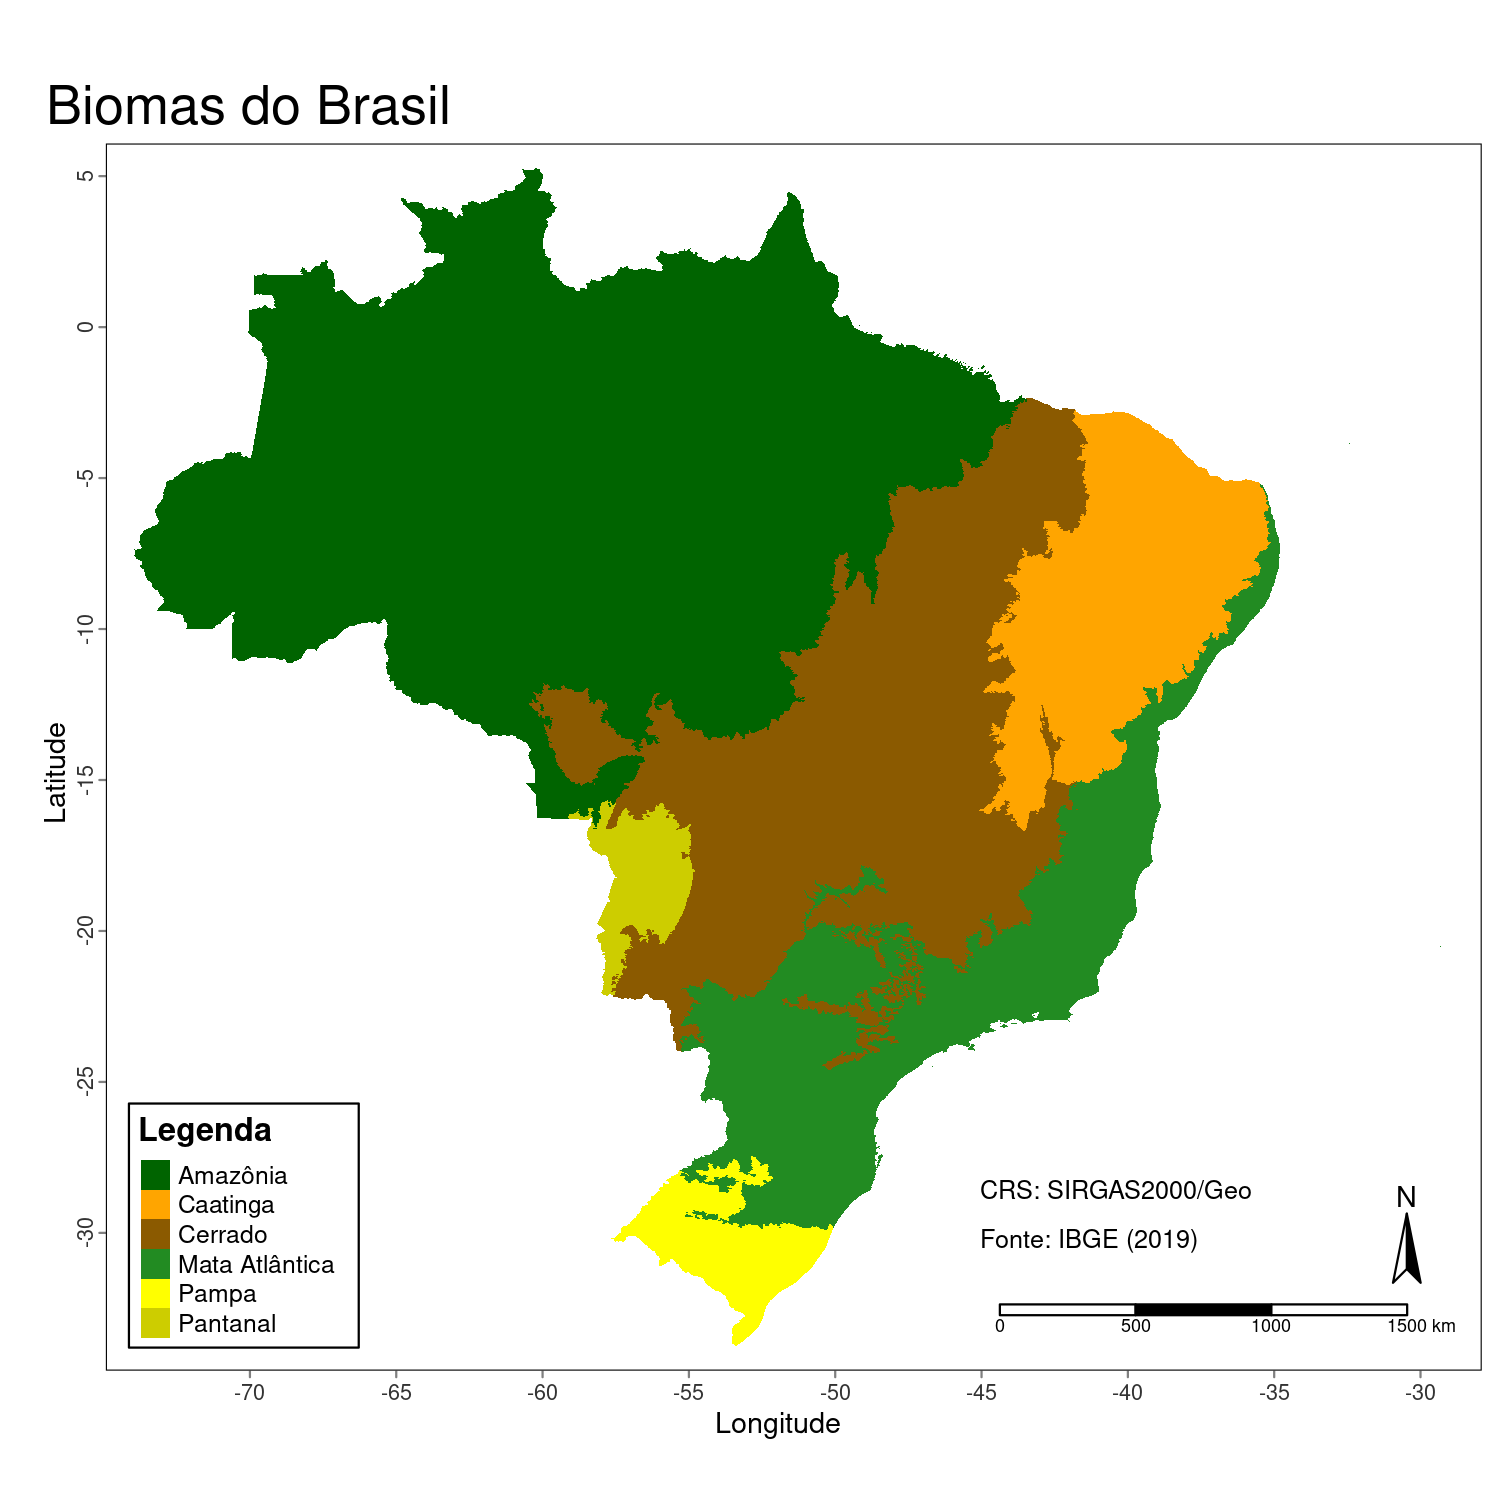 Biomas do Brasil
5
0
-5
-10
-15
-20
-25
-30
Latitude
Legenda
Amazônia
Caatinga
Cerrado
Mata Atlântica
Pampa
Pantanal
CRS: SIRGAS2000/Geo
Fonte: IBGE (2019)
N
0 500 1000 1500 km
-70 -65 -60 -55 -50 -45 -40 -35 -30
Longitude